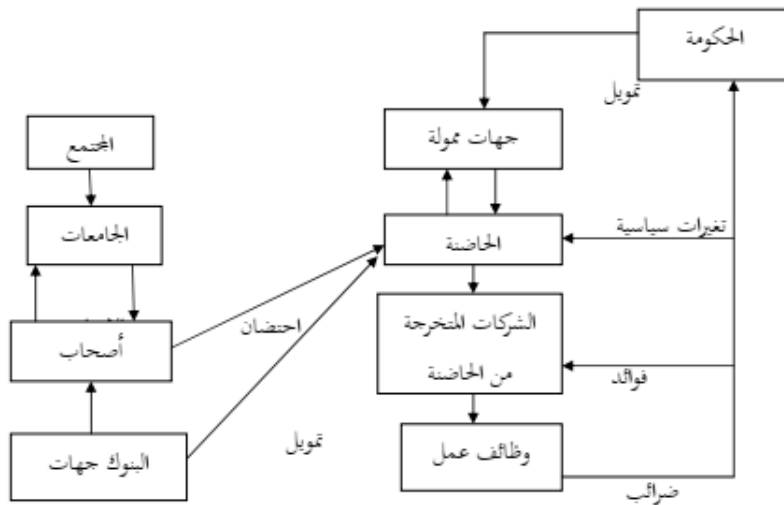 الحكومة
تمويل
جهات ممولة
المجتمع
الجامعات
تغيرات سياسية
الحاضنة
احتضان
أصحاب
الشركات المتخرجة
من الحاضنة
فوائد
وظائف عمل
تمويل
البنوك جهات
ضرائب